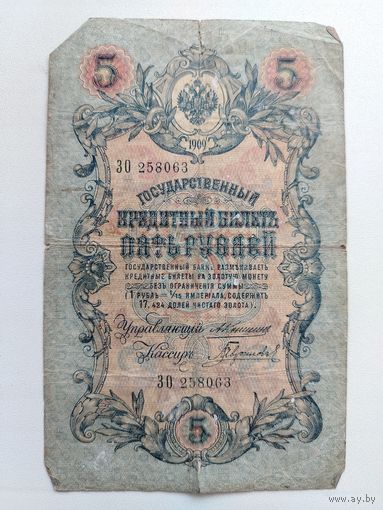 5 5
1909
ЗО 258063
ГОСУДАРСТВЕННЫЙ
КРЕДИТНЫЙ БИЛЕТЪ
ПЯТЬ РУБЛЕЙ
ГОСУДАРСТВЕННЫЙ БАНКЪ РАЗМѢНИВАЕТЪ
КРЕДИТНЫЕ БИЛЕТЫ НА ЗОЛОТУЮ МОНЕТУ
БЕЗЪ ОГРАНИЧЕНІЯ СУММЫ
(1 РУБЛЬ = 1/15 ИМПЕРІАЛА, СОДЕРЖИТЪ
17,424 ДОЛЕЙ ЧИСТАГО ЗОЛОТА)
Управляющій
Кассиръ
ЗО 258063
5
www.ay.by